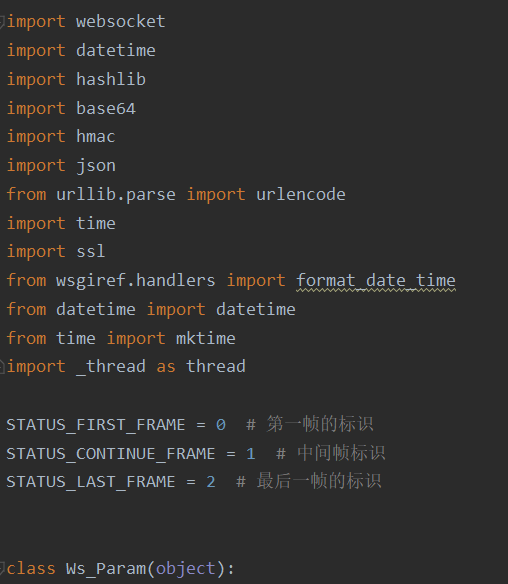 import websocket
import datetime
import hashlib
import base64
import hmac
import json
from urllib.parse import urlencode
import time
import ssl
from wsgiref.handlers import format_date_time
from datetime import datetime
from time import mktime
import _thread as thread
STATUS_FIRST_FRAME = 0  # 第一帧的标识
STATUS_CONTINUE_FRAME = 1  # 中间帧标识
STATUS_LAST_FRAME = 2  # 最后一帧的标识
class Ws_Param(object):